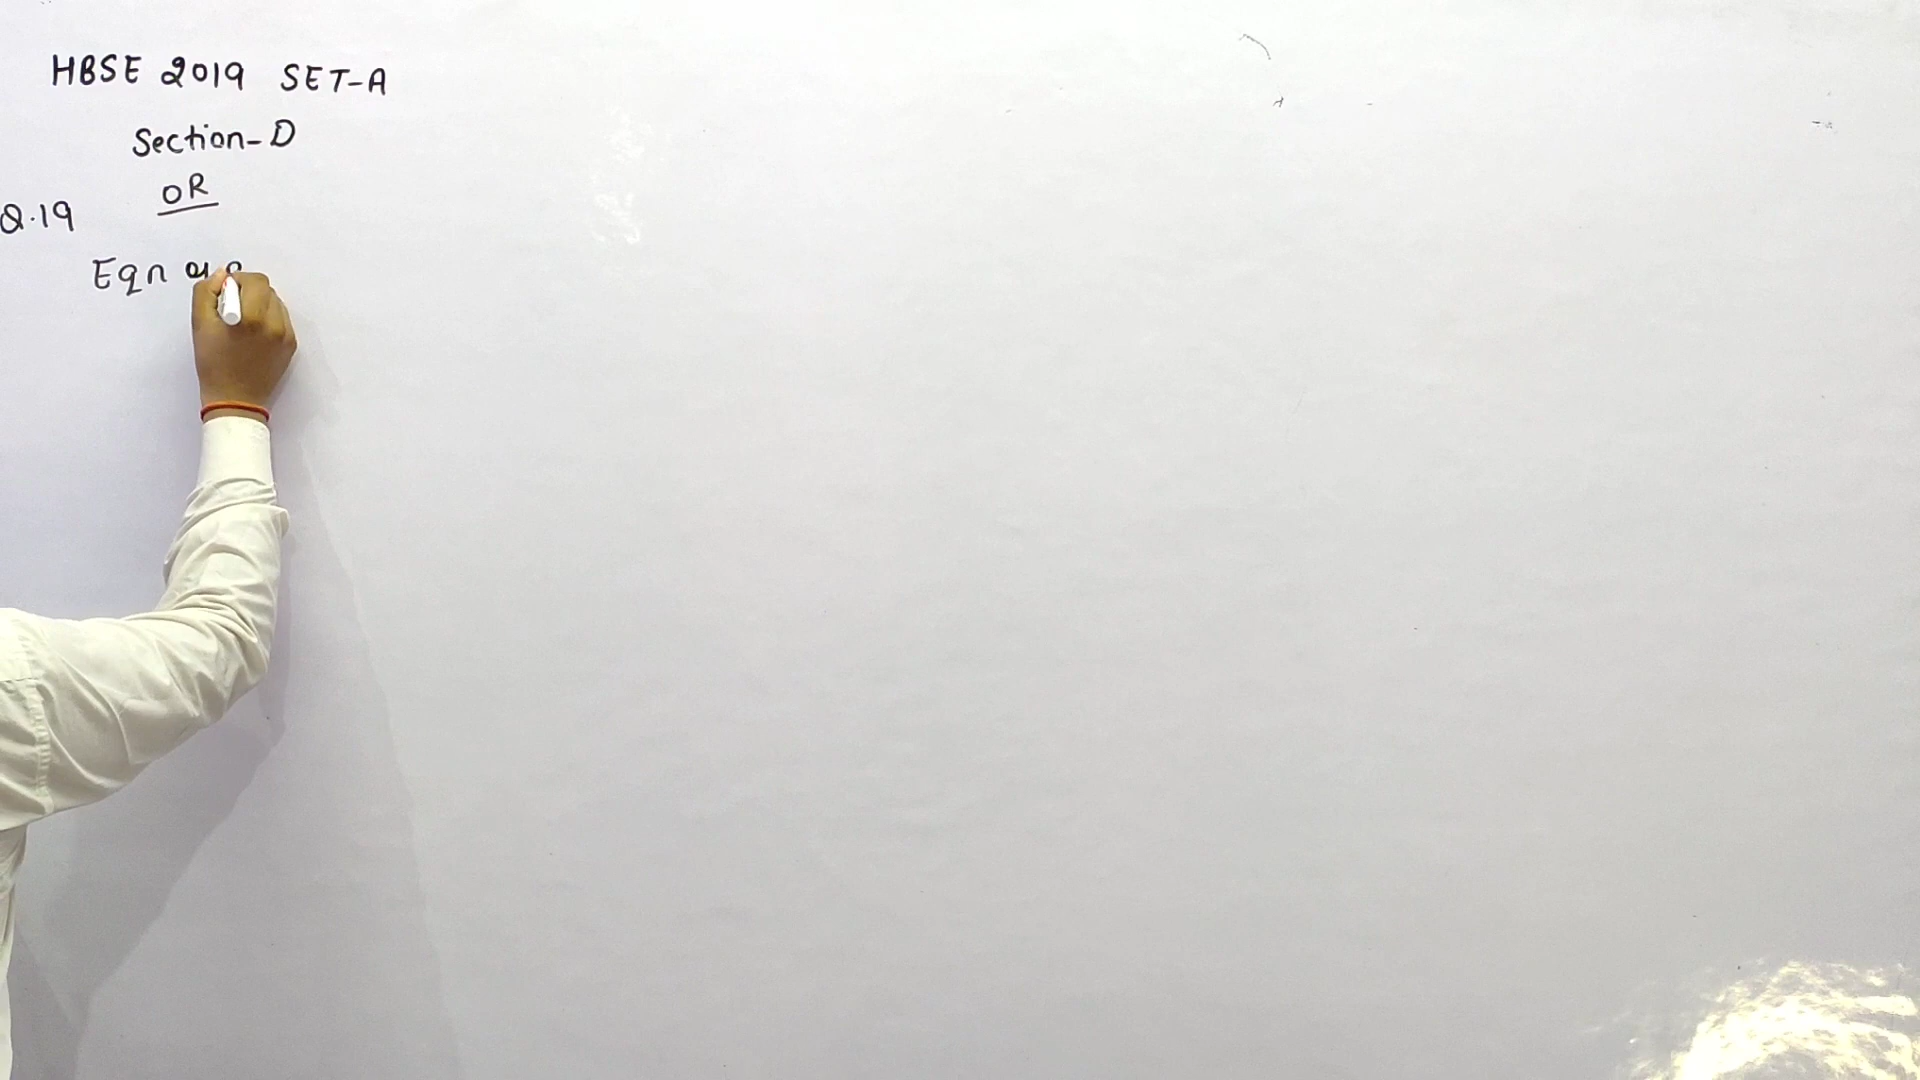 HBSE 2019 SET-A
Section-D
OR
Q.19
Eqn